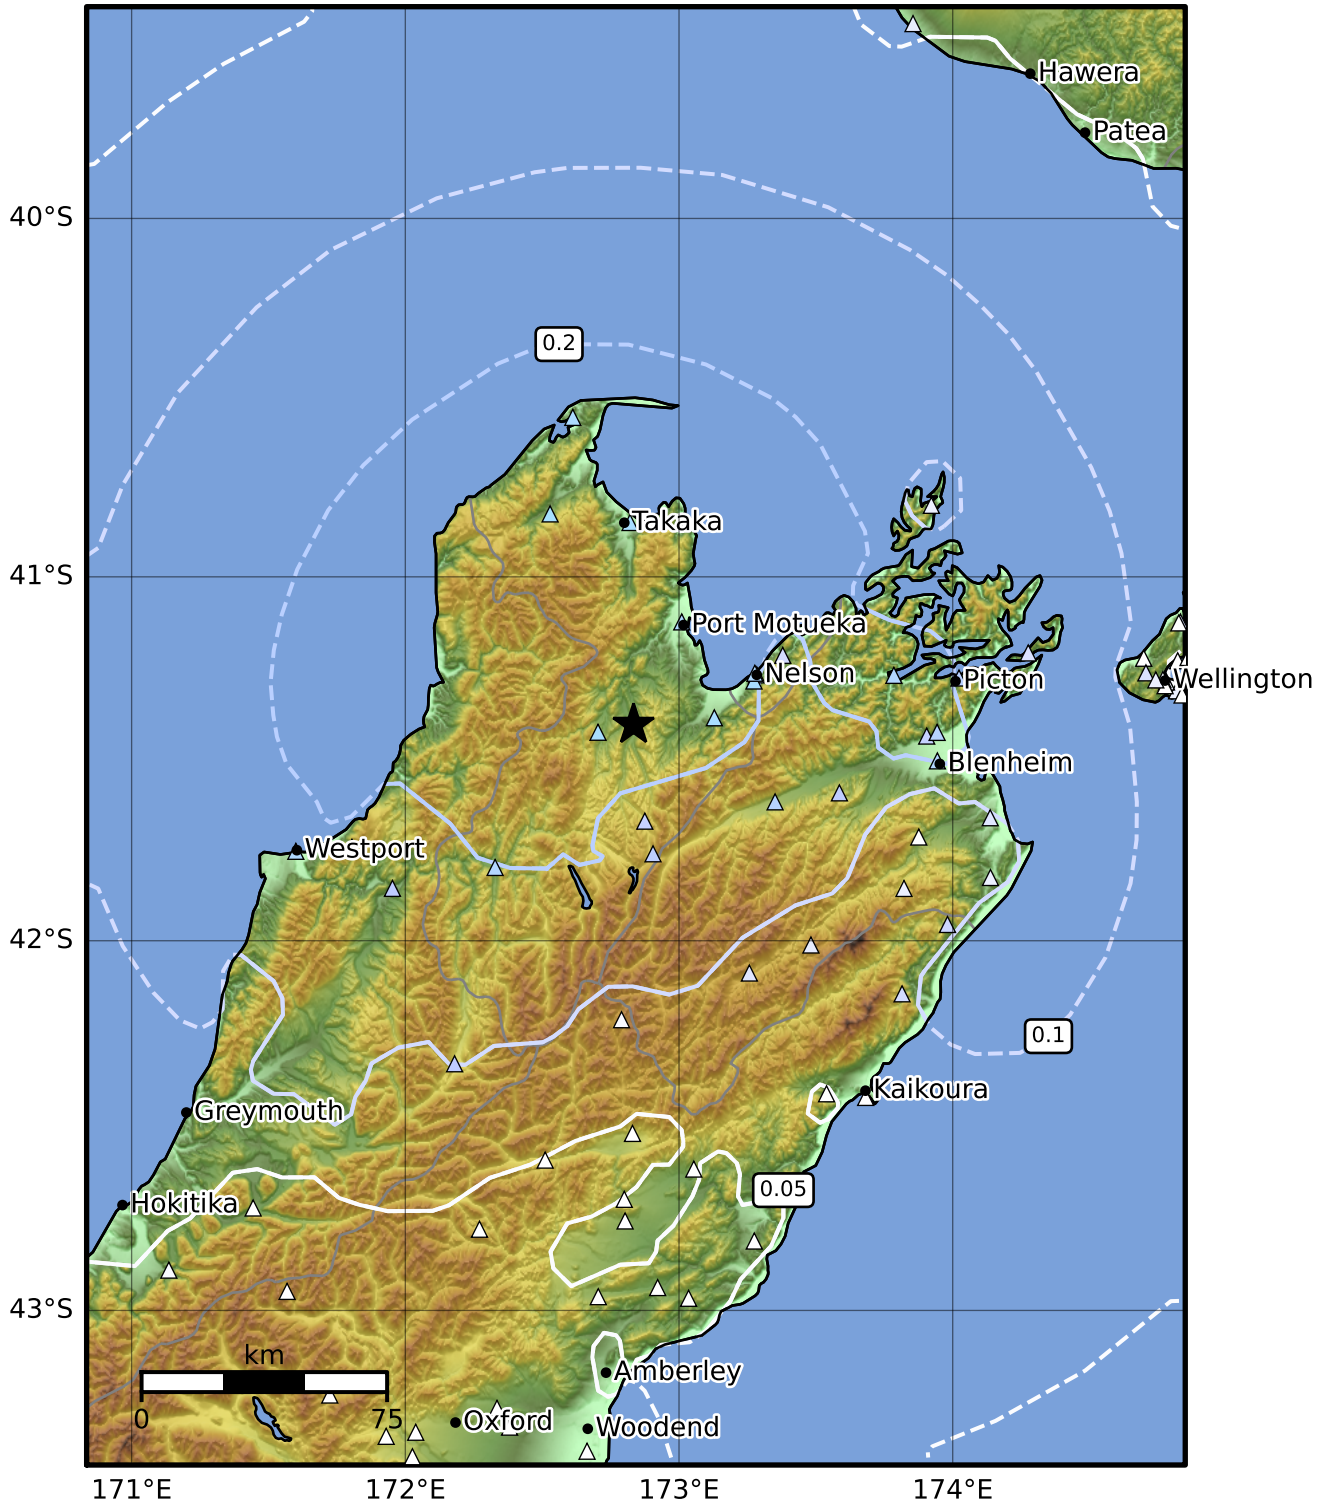 Hawera
Patea
40°S
0.2
Takaka
41°S
Port Motueka
Nelson
Picton
Wellington
Blenheim
Westport
42°S
0.1
Kaikoura
Greymouth
0.05
Hokitika
43°S
km
0
75
Amberley
Oxford
Woodend
171°E
172°E
173°E
174°E